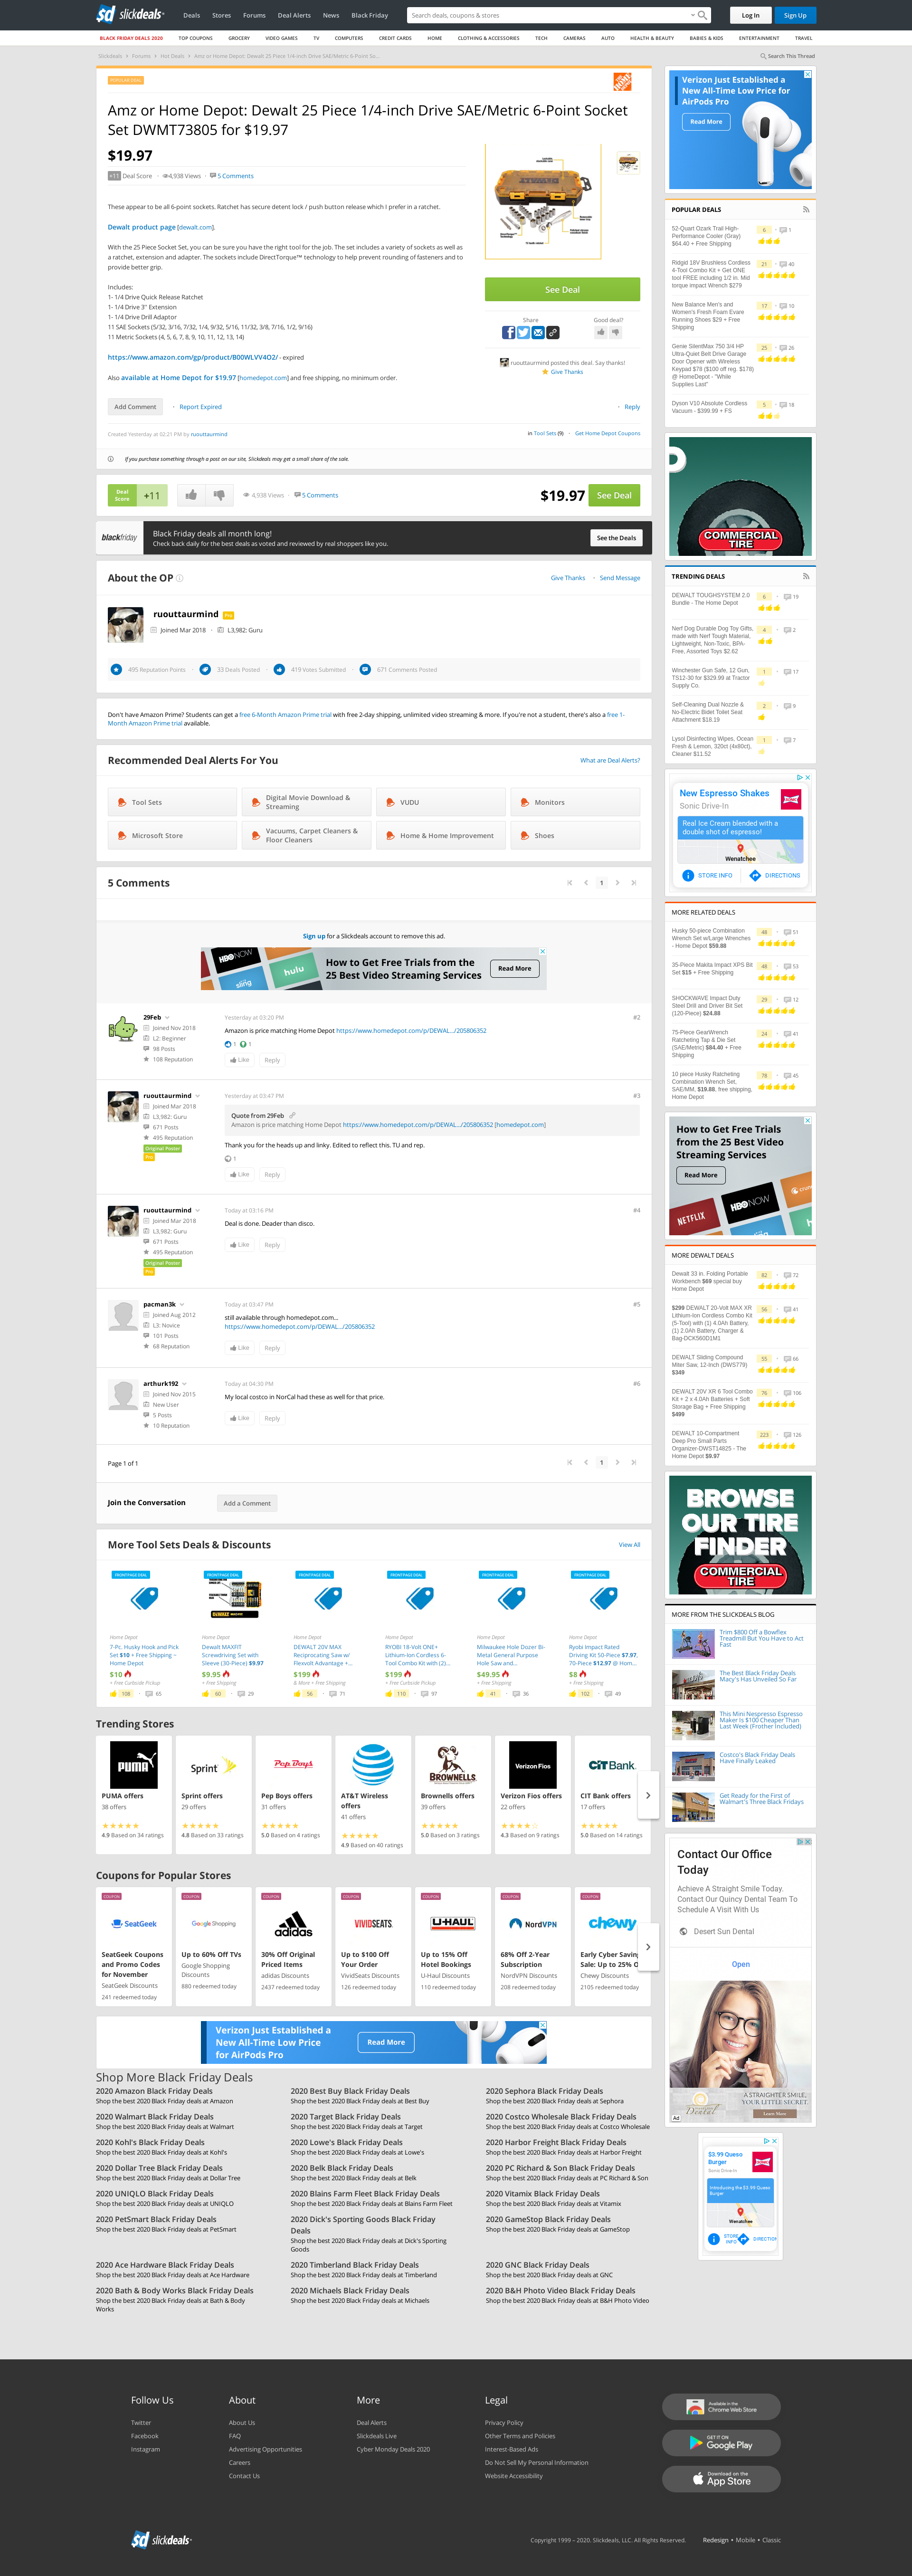 slickdeals
Deals
Stores
Forums
Deal Alerts
News
Black Friday
Search deals, coupons & stores
Log In
Sign Up
BLACK FRIDAY DEALS 2020
TOP COUPONS
GROCERY
VIDEO GAMES
TV
COMPUTERS
CREDIT CARDS
HOME
CLOTHING & ACCESSORIES
TECH
CAMERAS
AUTO
HEALTH & BEAUTY
BABIES & KIDS
ENTERTAINMENT
TRAVEL
Slickdeals
Forums
Hot Deals
Amz or Home Depot: Dewalt 25 Piece 1/4-inch Drive SAE/Metric 6-Point So...
Search This Thread
POPULAR DEAL
Amz or Home Depot: Dewalt 25 Piece 1/4-inch Drive SAE/Metric 6-Point Socket
Set DWMT73805 for $19.97
$19.97
+11 Deal Score
4,938 Views
5 Comments
These appear to be all 6-point sockets. Ratchet has secure detent lock / push button release which I prefer in a ratchet.
Dewalt product page [dewalt.com].
With the 25 Piece Socket Set, you can be sure you have the right tool for the job. The set includes a variety of sockets as well as
a ratchet, extension and adapter. The sockets include DirectTorque™ technology to help prevent rounding of fasteners and to
provide better grip.
Includes:
1- 1/4 Drive Quick Release Ratchet
1- 1/4 Drive 3" Extension
1- 1/4 Drive Drill Adaptor
11 SAE Sockets (5/32, 3/16, 7/32, 1/4, 9/32, 5/16, 11/32, 3/8, 7/16, 1/2, 9/16)
11 Metric Sockets (4, 5, 6, 7, 8, 9, 10, 11, 12, 13, 14)
https://www.amazon.com/gp/product/B00WLVV4O2/ - expired
Also available at Home Depot for $19.97 [homedepot.com] and free shipping, no minimum order.
See Deal
Share
Good deal?
ruouttaurmind posted this deal. Say thanks!
Give Thanks
Add Comment
Report Expired
Reply
Created Yesterday at 02:21 PM by ruouttaurmind
in Tool Sets (9)
Get Home Depot Coupons
If you purchase something through a post on our site, Slickdeals may get a small share of the sale.
Deal Score +11
4,938 Views
5 Comments
$19.97
See Deal
blackfriday
Black Friday deals all month long!
Check back daily for the best deals as voted and reviewed by real shoppers like you.
See the Deals
About the OP
Give Thanks
Send Message
ruouttaurmind Pro
Joined Mar 2018
L3,982: Guru
495 Reputation Points
33 Deals Posted
419 Votes Submitted
671 Comments Posted
Don't have Amazon Prime? Students can get a free 6-Month Amazon Prime trial with free 2-day shipping, unlimited video streaming & more. If you're not a student, there's also a free 1-
Month Amazon Prime trial available.
Recommended Deal Alerts For You
What are Deal Alerts?
Tool Sets
Digital Movie Download & Streaming
VUDU
Monitors
Microsoft Store
Vacuums, Carpet Cleaners & Floor Cleaners
Home & Home Improvement
Shoes
5 Comments
1
Sign up for a Slickdeals account to remove this ad.
How to Get Free Trials from the
25 Best Video Streaming Services
Read More
29Feb
Joined Nov 2018
L2: Beginner
98 Posts
108 Reputation
Yesterday at 03:20 PM
#2
Amazon is price matching Home Depot https://www.homedepot.com/p/DEWAL.../205806352
1 3
Like
Reply
ruouttaurmind
Joined Mar 2018
L3,982: Guru
671 Posts
495 Reputation
Original Poster
Pro
Yesterday at 03:47 PM
#3
Quote from 29Feb
Amazon is price matching Home Depot https://www.homedepot.com/p/DEWAL.../205806352 [homedepot.com]
Thank you for the heads up and linky. Edited to reflect this. TU and rep.
1
Like
Reply
ruouttaurmind
Joined Mar 2018
L3,982: Guru
671 Posts
495 Reputation
Original Poster
Pro
Today at 03:16 PM
#4
Deal is done. Deader than disco.
Like
Reply
pacman3k
Joined Aug 2012
L3: Novice
101 Posts
68 Reputation
Today at 03:47 PM
#5
still available through homedepot.com...
https://www.homedepot.com/p/DEWAL.../205806352
Like
Reply
arthurk192
Joined Nov 2015
New User
5 Posts
10 Reputation
Today at 04:30 PM
#6
My local costco in NorCal had these as well for that price.
Like
Reply
Page 1 of 1
1
Join the Conversation
Add a Comment
More Tool Sets Deals & Discounts
View All
FRONTPAGE DEAL
Home Depot
7-Pc. Husky Hook and Pick Set $10 + Free Shipping ~ Home Depot
$10
+ Free Curbside Pickup
108 65
FRONTPAGE DEAL
Home Depot
Dewalt MAXFIT Screwdriving Set with Sleeve (30-Piece) $9.97
$9.95
+ Free Shipping
60 29
FRONTPAGE DEAL
Home Depot
DEWALT 20V MAX Reciprocating Saw w/ Flexvolt Advantage +...
$199
& More + Free Shipping
56 71
FRONTPAGE DEAL
Home Depot
RYOBI 18-Volt ONE+ Lithium-Ion Cordless 6-Tool Combo Kit with (2)...
$199
+ Free Curbside Pickup
110 97
FRONTPAGE DEAL
Home Depot
Milwaukee Hole Dozer Bi-Metal General Purpose Hole Saw and...
$49.95
+ Free Shipping
41 36
FRONTPAGE DEAL
Home Depot
Ryobi Impact Rated Driving Kit 50-Piece $7.97, 70-Piece $12.97 @ Hom...
$8
+ Free Shipping
102 49
Trending Stores
PUMA
PUMA offers
38 offers
4.9 Based on 34 ratings
Sprint
Sprint offers
29 offers
4.8 Based on 33 ratings
Pep Boys
Pep Boys offers
31 offers
5.0 Based on 4 ratings
AT&T
AT&T Wireless offers
41 offers
4.9 Based on 40 ratings
BROWNELLS
Brownells offers
39 offers
5.0 Based on 3 ratings
Verizon Fios
Verizon Fios offers
22 offers
4.3 Based on 9 ratings
CIT Bank
CIT Bank offers
17 offers
5.0 Based on 14 ratings
Coupons for Popular Stores
COUPON
SeatGeek
SeatGeek Coupons and Promo Codes for November
SeatGeek Discounts
241 redeemed today
COUPON
Google Shopping
Up to 60% Off TVs
Google Shopping Discounts
880 redeemed today
COUPON
adidas
30% Off Original Priced Items
adidas Discounts
2437 redeemed today
COUPON
VIVIDSEATS
Up to $100 Off Your Order
VividSeats Discounts
126 redeemed today
COUPON
U-HAUL
Up to 15% Off Hotel Bookings
U-Haul Discounts
110 redeemed today
COUPON
NordVPN
68% Off 2-Year Subscription
NordVPN Discounts
208 redeemed today
COUPON
chewy
Early Cyber Saving Sale: Up to 25% O
Chewy Discounts
2105 redeemed today
Verizon Just Established a
New All-Time Low Price
for AirPods Pro
Read More
Shop More Black Friday Deals
2020 Amazon Black Friday Deals
Shop the best 2020 Black Friday deals at Amazon
2020 Best Buy Black Friday Deals
Shop the best 2020 Black Friday deals at Best Buy
2020 Sephora Black Friday Deals
Shop the best 2020 Black Friday deals at Sephora
2020 Walmart Black Friday Deals
Shop the best 2020 Black Friday deals at Walmart
2020 Target Black Friday Deals
Shop the best 2020 Black Friday deals at Target
2020 Costco Wholesale Black Friday Deals
Shop the best 2020 Black Friday deals at Costco Wholesale
2020 Kohl's Black Friday Deals
Shop the best 2020 Black Friday deals at Kohl's
2020 Lowe's Black Friday Deals
Shop the best 2020 Black Friday deals at Lowe's
2020 Harbor Freight Black Friday Deals
Shop the best 2020 Black Friday deals at Harbor Freight
2020 Dollar Tree Black Friday Deals
Shop the best 2020 Black Friday deals at Dollar Tree
2020 Belk Black Friday Deals
Shop the best 2020 Black Friday deals at Belk
2020 PC Richard & Son Black Friday Deals
Shop the best 2020 Black Friday deals at PC Richard & Son
2020 UNIQLO Black Friday Deals
Shop the best 2020 Black Friday deals at UNIQLO
2020 Blains Farm Fleet Black Friday Deals
Shop the best 2020 Black Friday deals at Blains Farm Fleet
2020 Vitamix Black Friday Deals
Shop the best 2020 Black Friday deals at Vitamix
2020 PetSmart Black Friday Deals
Shop the best 2020 Black Friday deals at PetSmart
2020 Dick's Sporting Goods Black Friday Deals
Shop the best 2020 Black Friday deals at Dick's Sporting Goods
2020 GameStop Black Friday Deals
Shop the best 2020 Black Friday deals at GameStop
2020 Ace Hardware Black Friday Deals
Shop the best 2020 Black Friday deals at Ace Hardware
2020 Timberland Black Friday Deals
Shop the best 2020 Black Friday deals at Timberland
2020 GNC Black Friday Deals
Shop the best 2020 Black Friday deals at GNC
2020 Bath & Body Works Black Friday Deals
Shop the best 2020 Black Friday deals at Bath & Body Works
2020 Michaels Black Friday Deals
Shop the best 2020 Black Friday deals at Michaels
2020 B&H Photo Video Black Friday Deals
Shop the best 2020 Black Friday deals at B&H Photo Video
Verizon Just Established a
New All-Time Low Price for
AirPods Pro
Read More
POPULAR DEALS
52-Quart Ozark Trail High-Performance Cooler (Gray) $64.40 + Free Shipping
6 1
Ridgid 18V Brushless Cordless 4-Tool Combo Kit + Get ONE tool FREE including 1/2 in. Mid torque impact Wrench $279
21 40
New Balance Men's and Women's Fresh Foam Evare Running Shoes $29 + Free Shipping
17 10
Genie SilentMax 750 3/4 HP Ultra-Quiet Belt Drive Garage Door Opener with Wireless Keypad $78 ($100 off reg. $178) @ HomeDepot - "While Supplies Last"
25 26
Dyson V10 Absolute Cordless Vacuum - $399.99 + FS
5 18
COMMERCIAL TIRE
TRENDING DEALS
DEWALT TOUGHSYSTEM 2.0 Bundle - The Home Depot
6 19
Nerf Dog Durable Dog Toy Gifts, made with Nerf Tough Material, Lightweight, Non-Toxic, BPA-Free, Assorted Toys $2.62
4 2
Winchester Gun Safe, 12 Gun, TS12-30 for $329.99 at Tractor Supply Co.
1 17
Self-Cleaning Dual Nozzle & No-Electric Bidet Toilet Seat Attachment $18.19
2 9
Lysol Disinfecting Wipes, Ocean Fresh & Lemon, 320ct (4x80ct), Cleaner $11.52
1 7
New Espresso Shakes
Sonic Drive-In
Real Ice Cream blended with a double shot of espresso!
Wenatchee
STORE INFO
DIRECTIONS
MORE RELATED DEALS
Husky 50-piece Combination Wrench Set w/Large Wrenches - Home Depot $59.88
48 51
35-Piece Makita Impact XPS Bit Set $15 + Free Shipping
48 53
SHOCKWAVE Impact Duty Steel Drill and Driver Bit Set (120-Piece) $24.88
29 12
75-Piece GearWrench Ratcheting Tap & Die Set (SAE/Metric) $84.40 + Free Shipping
24 41
10 piece Husky Ratcheting Combination Wrench Set, SAE/MM, $19.88, free shipping, Home Depot
78 45
How to Get Free Trials
from the 25 Best Video
Streaming Services
Read More
NETFLIX
HBO NOW
MORE DEWALT DEALS
Dewalt 33 in. Folding Portable Workbench $69 special buy Home Depot
82 72
$299 DEWALT 20-Volt MAX XR Lithium-Ion Cordless Combo Kit (5-Tool) with (1) 4.0Ah Battery, (1) 2.0Ah Battery, Charger & Bag-DCK560D1M1
56 41
DEWALT Sliding Compound Miter Saw, 12-Inch (DWS779) $349
55 66
DEWALT 20V XR 6 Tool Combo Kit + 2 x 4.0Ah Batteries + Soft Storage Bag + Free Shipping $499
76 106
DEWALT 10-Compartment Deep Pro Small Parts Organizer-DWST14825 - The Home Depot $9.97
223 126
BROWSE
OUR TIRE
FINDER
COMMERCIAL TIRE
MORE FROM THE SLICKDEALS BLOG
Trim $800 Off a Bowflex Treadmill But You Have to Act Fast
The Best Black Friday Deals Macy's Has Unveiled So Far
This Mini Nespresso Espresso Maker Is $100 Cheaper Than Last Week (Frother Included)
Costco's Black Friday Deals Have Finally Leaked
Get Ready for the First of Walmart's Three Black Fridays
Contact Our Office Today
Achieve A Straight Smile Today. Contact Our Quincy Dental Team To Schedule A Visit With Us
Desert Sun Dental
Open
A STRAIGHTER SMILE,
YOUR LITTLE SECRET.
Learn More
Ad
$3.99 Queso Burger
Sonic Drive-In
Introducing the $3.99 Queso Burger
Wenatchee
STORE INFO
DIRECTION
Follow Us
Twitter
Facebook
Instagram
About
About Us
FAQ
Advertising Opportunities
Careers
Contact Us
More
Deal Alerts
Slickdeals Live
Cyber Monday Deals 2020
Legal
Privacy Policy
Other Terms and Policies
Interest-Based Ads
Do Not Sell My Personal Information
Website Accessibility
Available in the
Chrome Web Store
GET IT ON
Google Play
Download on the
App Store
slickdeals
Copyright 1999 - 2020. Slickdeals, LLC. All Rights Reserved.
Redesign • Mobile • Classic